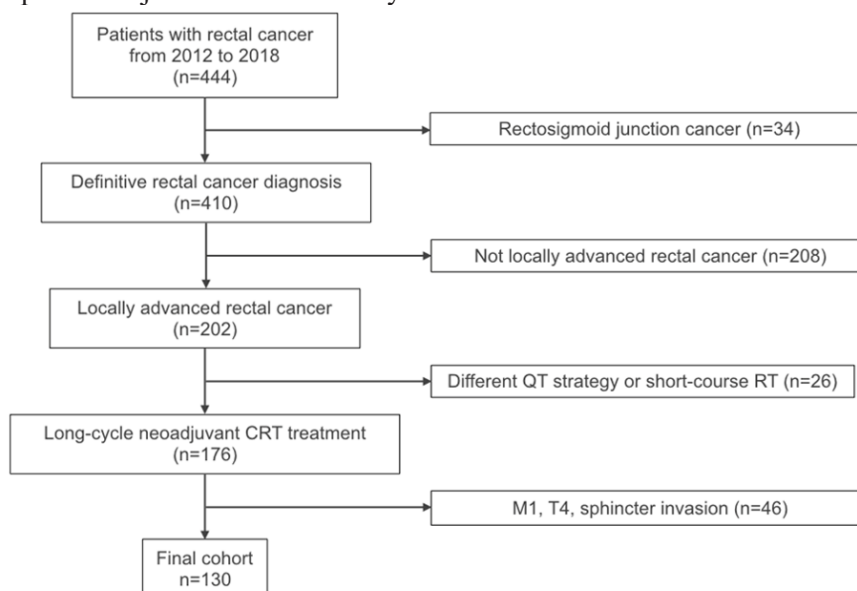 Patients with rectal cancer
from 2012 to 2018
(n=444)
Rectosigmoid junction cancer (n=34)
Definitive rectal cancer diagnosis
(n=410)
Not locally advanced rectal cancer (n=208)
Locally advanced rectal cancer
(n=202)
Different QT strategy or short-course RT (n=26)
Long-cycle neoadjuvant CRT treatment
(n=176)
M1, T4, sphincter invasion (n=46)
Final cohort
n=130